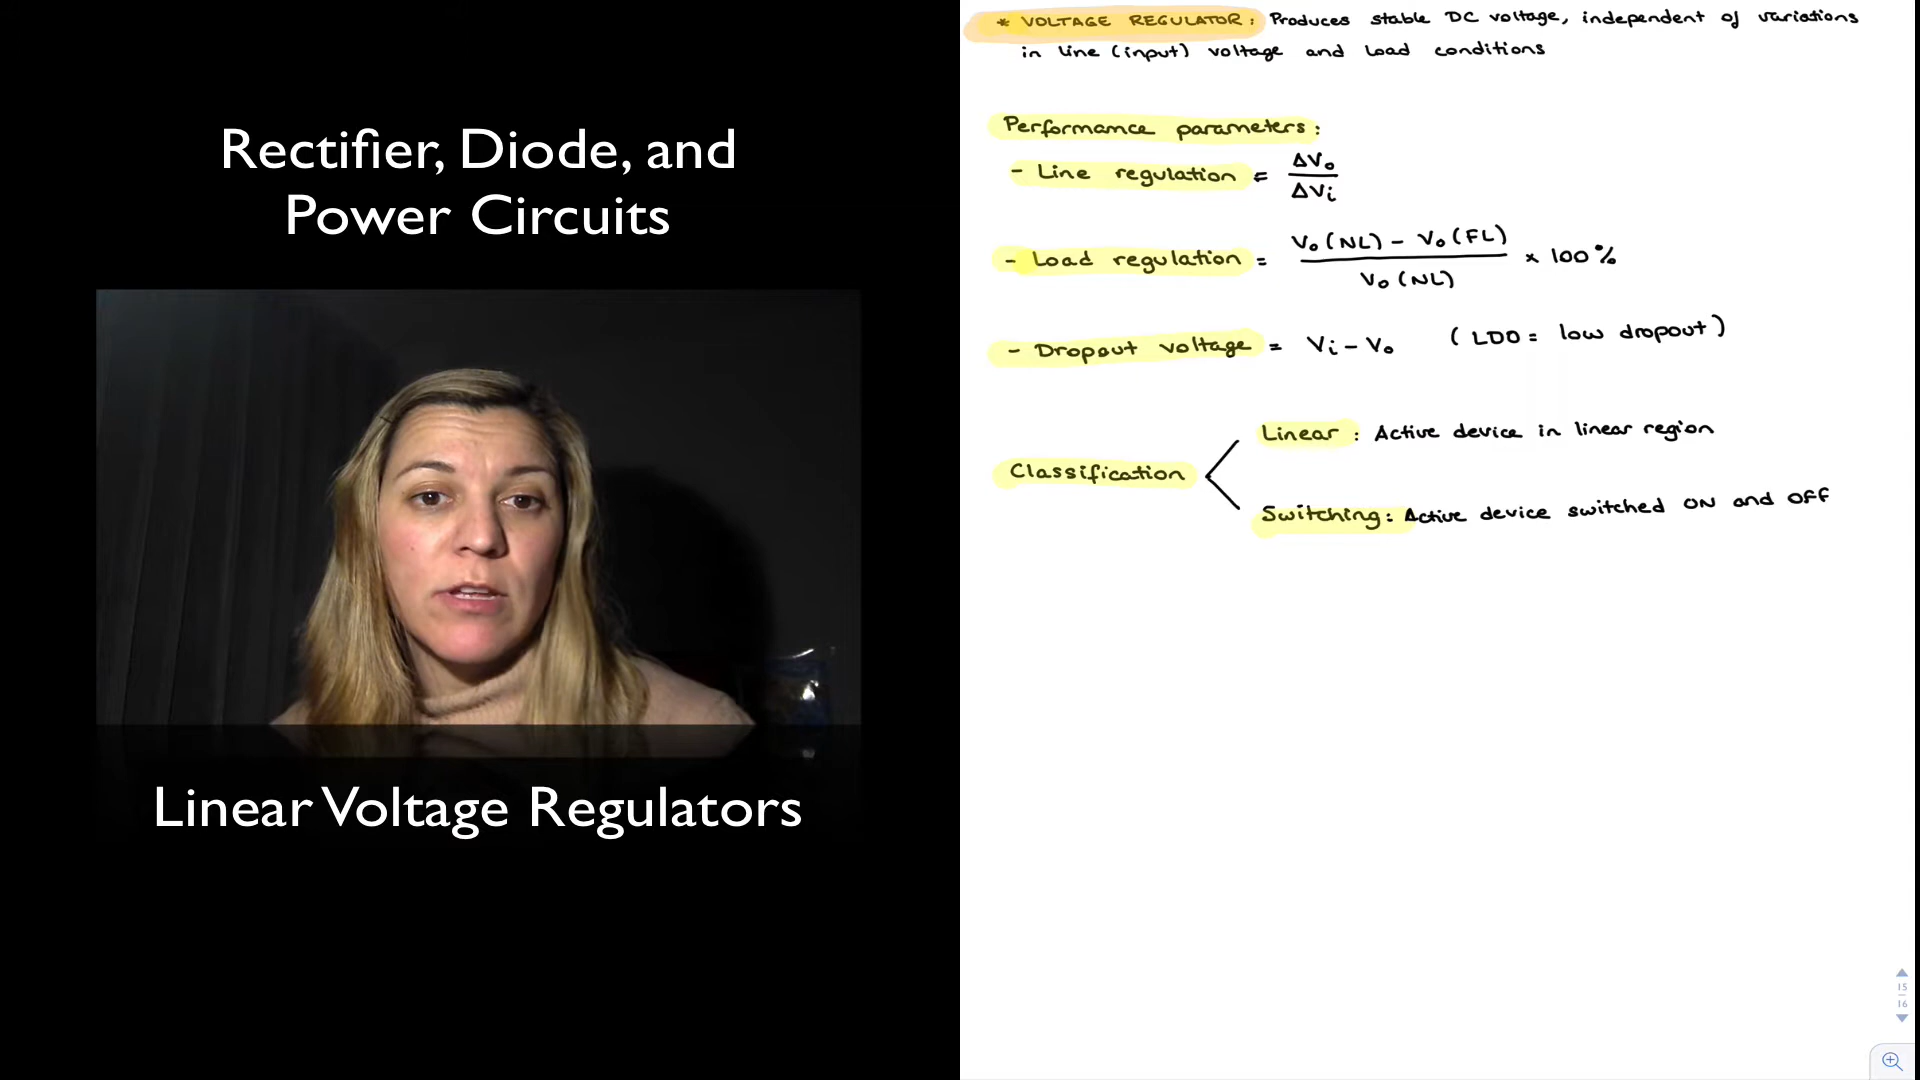 Rectifier, Diode, and
Power Circuits
Linear Voltage Regulators
* VOLTAGE REGULATOR: Produces stable DC voltage, independent of variations
in line (input) voltage and load conditions
Performance parameters:
- Line regulation = ΔVo / ΔVi
- Load regulation = Vo(NL) - Vo(FL) / Vo(NL) × 100%
- Dropout voltage = Vi - Vo (LDO = low dropout)
Classification
Linear: Active device in linear region
Switching: Active device switched ON and OFF
15
16